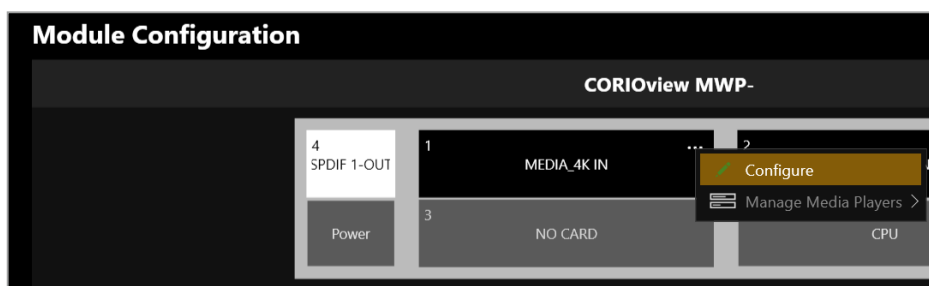 Module Configuration
CORIOview MWP-
4
SPDIF 1-OUT
1
MEDIA_4K IN
...
2
Configure
Manage Media Players >
Power
3
NO CARD
CPU